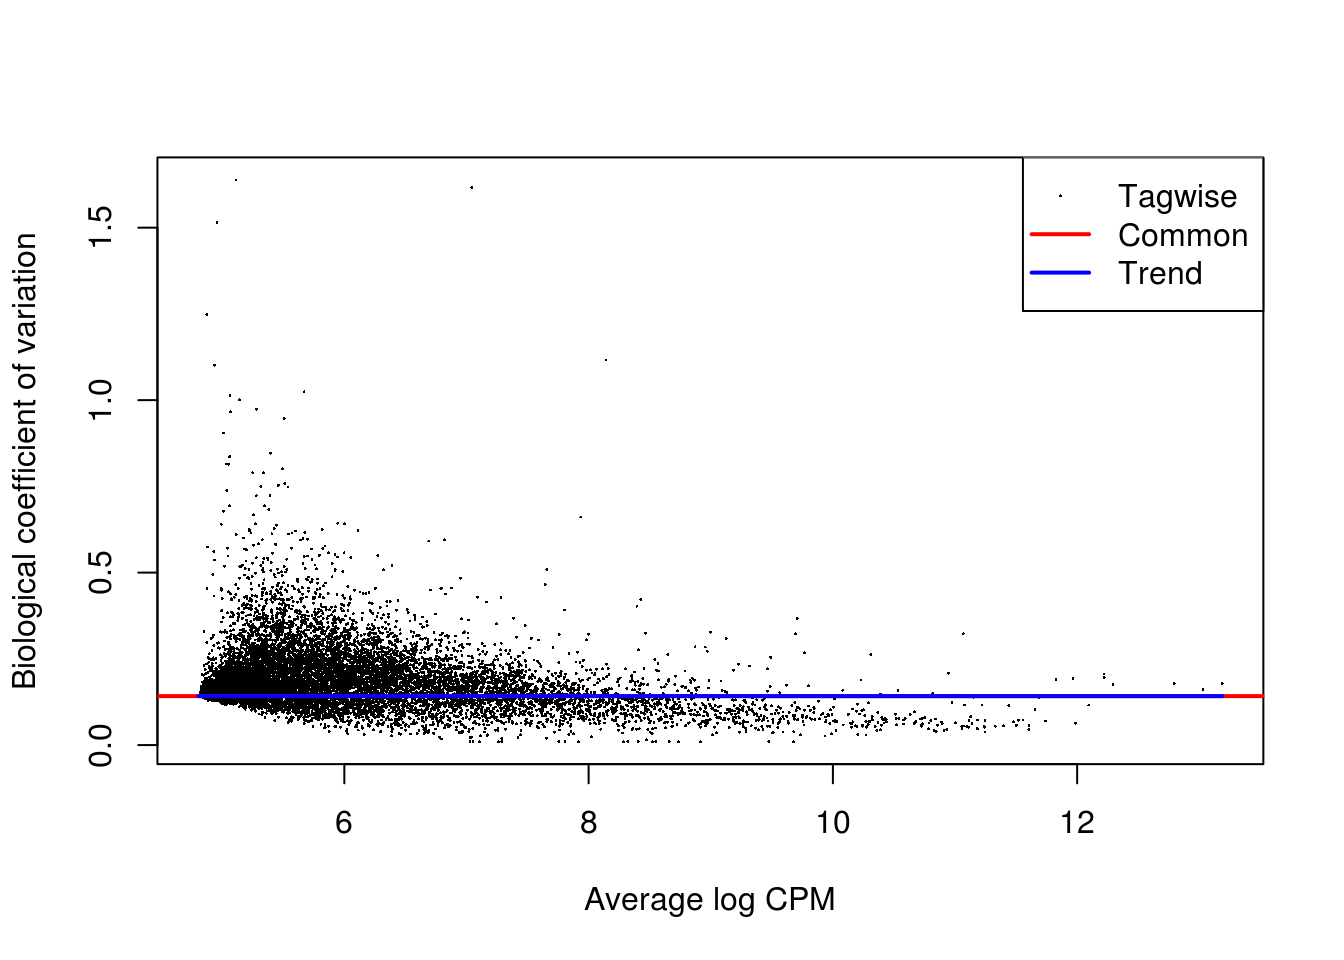 Tagwise
Common
Trend
Biological coefficient of variation
1.5
1.0
0.5
0.0
6 8 10 12
Average log CPM